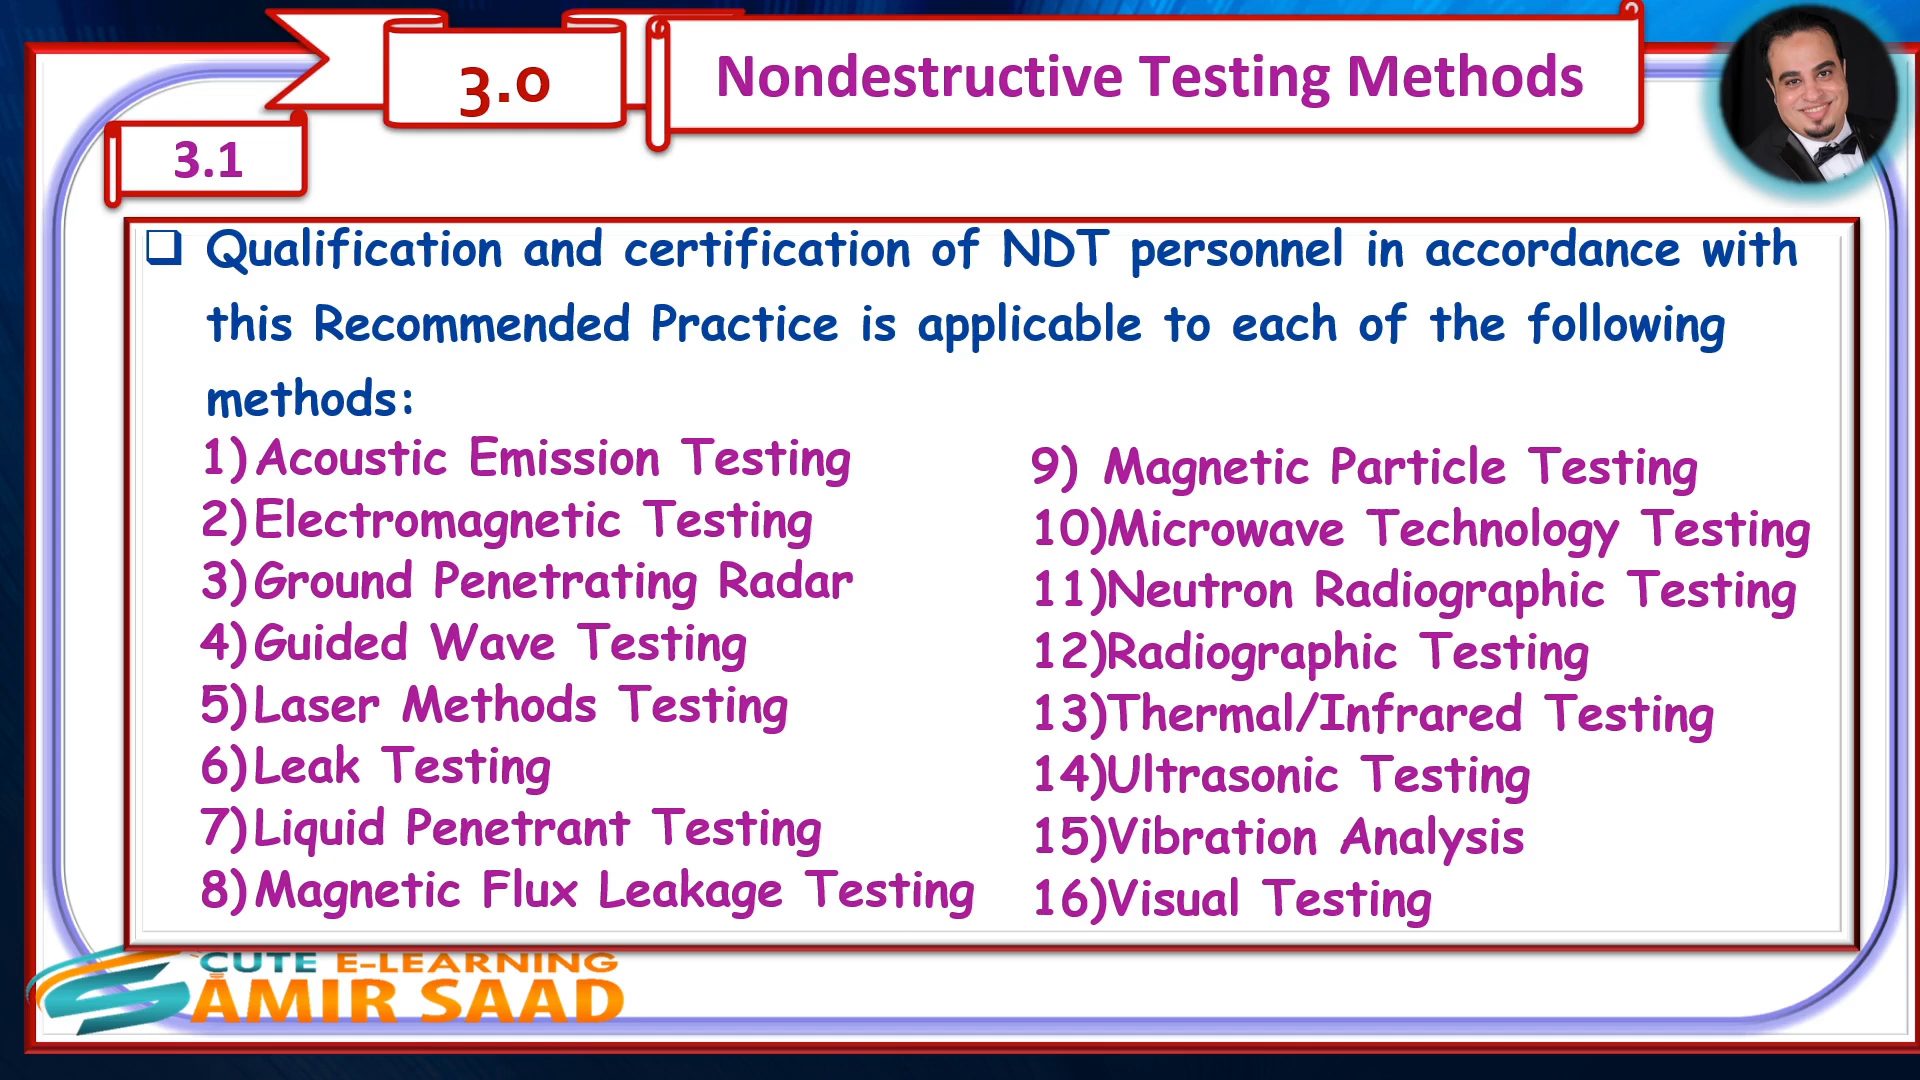 3.0
Nondestructive Testing Methods
3.1
Qualification and certification of NDT personnel in accordance with
this Recommended Practice is applicable to each of the following
methods:
1) Acoustic Emission Testing
2) Electromagnetic Testing
3) Ground Penetrating Radar
4) Guided Wave Testing
5) Laser Methods Testing
6) Leak Testing
7) Liquid Penetrant Testing
8) Magnetic Flux Leakage Testing
9) Magnetic Particle Testing
10)Microwave Technology Testing
11)Neutron Radiographic Testing
12)Radiographic Testing
13)Thermal/Infrared Testing
14)Ultrasonic Testing
15)Vibration Analysis
16)Visual Testing
CUTE E-LEARNING
AMIR SAAD